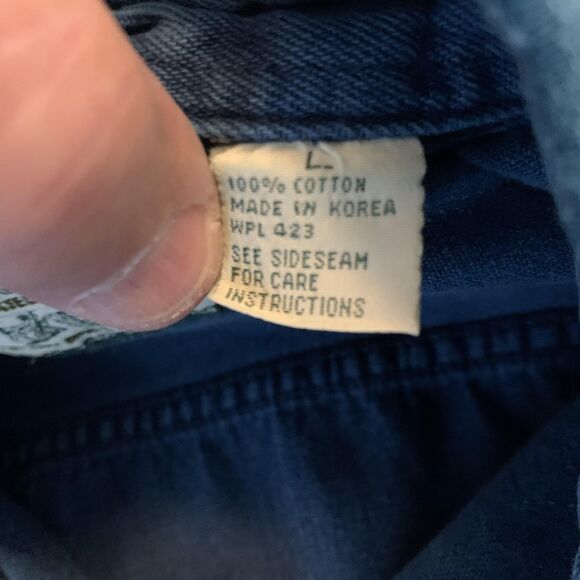 L
100% COTTON
MADE IN KOREA
WPL 423
SEE SIDESEAM
FOR CARE
INSTRUCTIONS